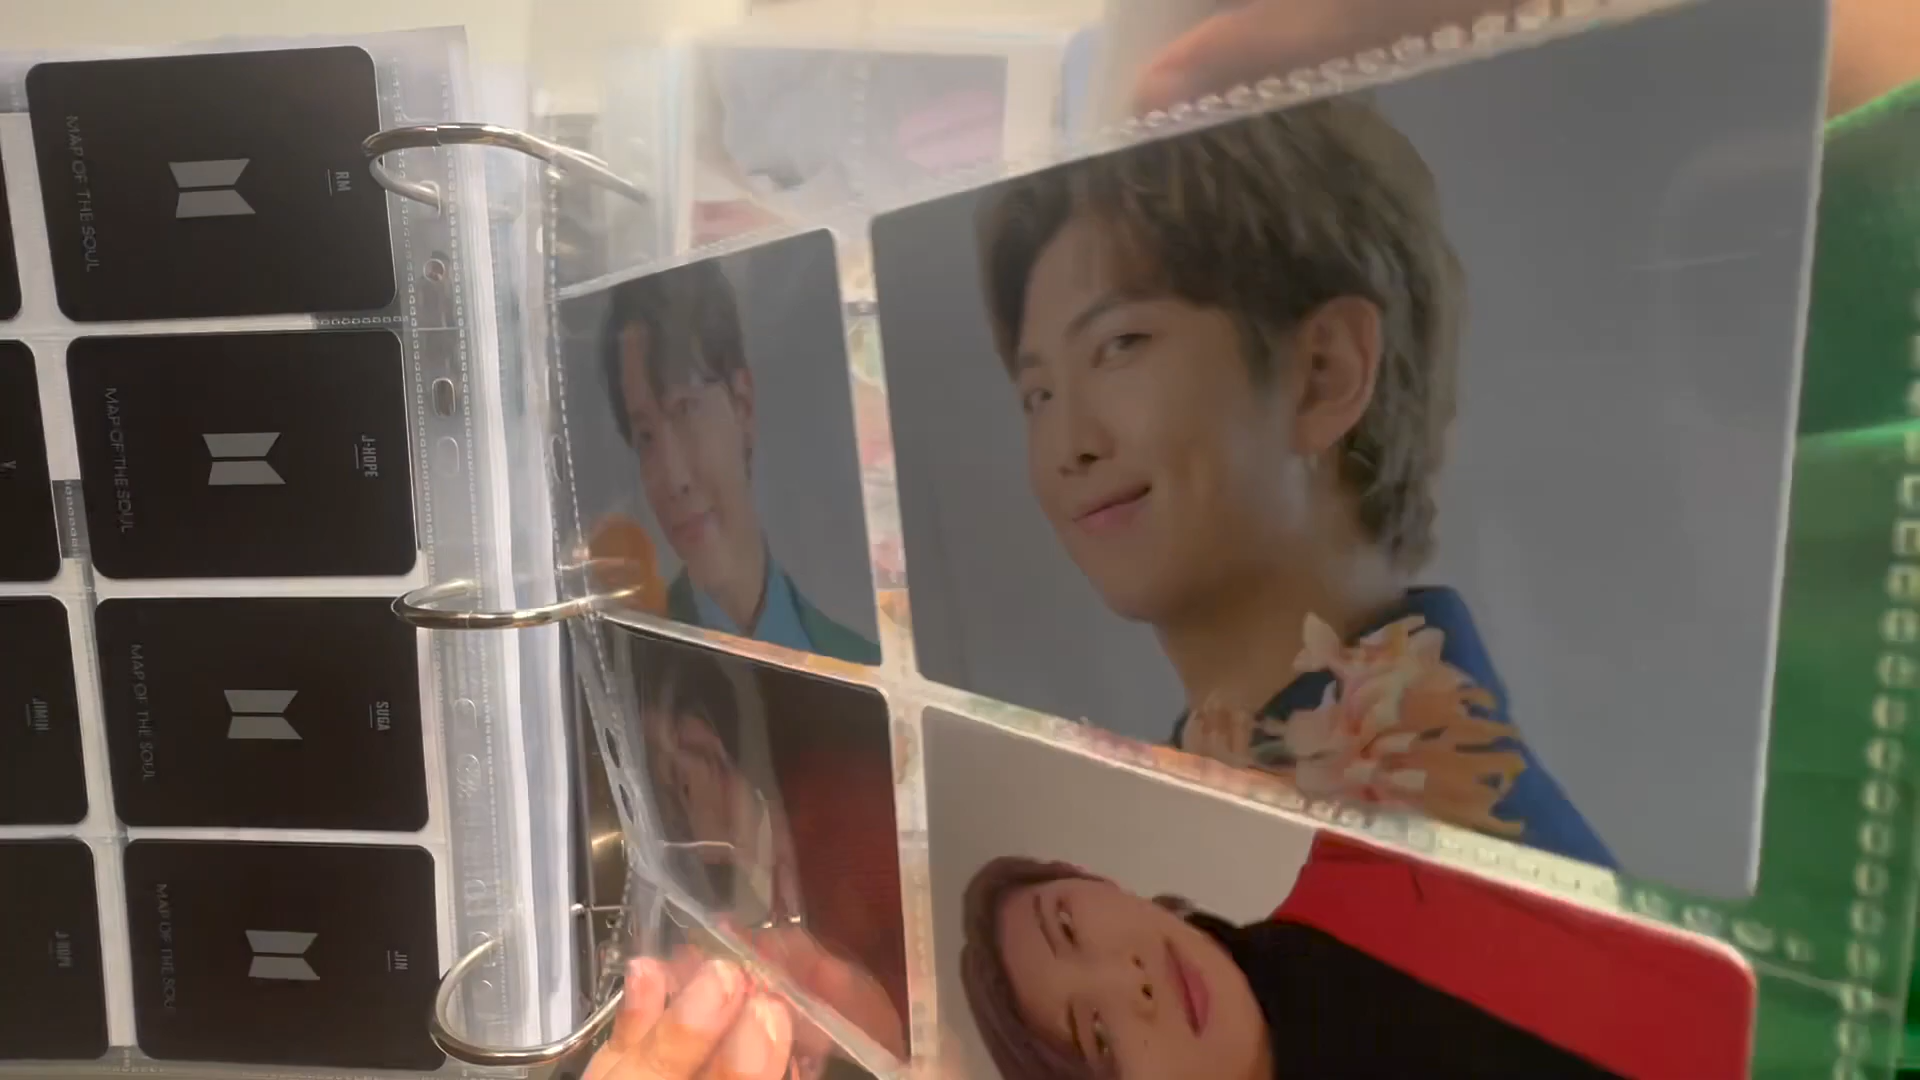 RM
MAP OF THE SOUL
J-HOPE
MAP OF THE SOUL
SUGA
MAP OF THE SOUL
JIN
MAP OF THE SOUL
V
JIMIN